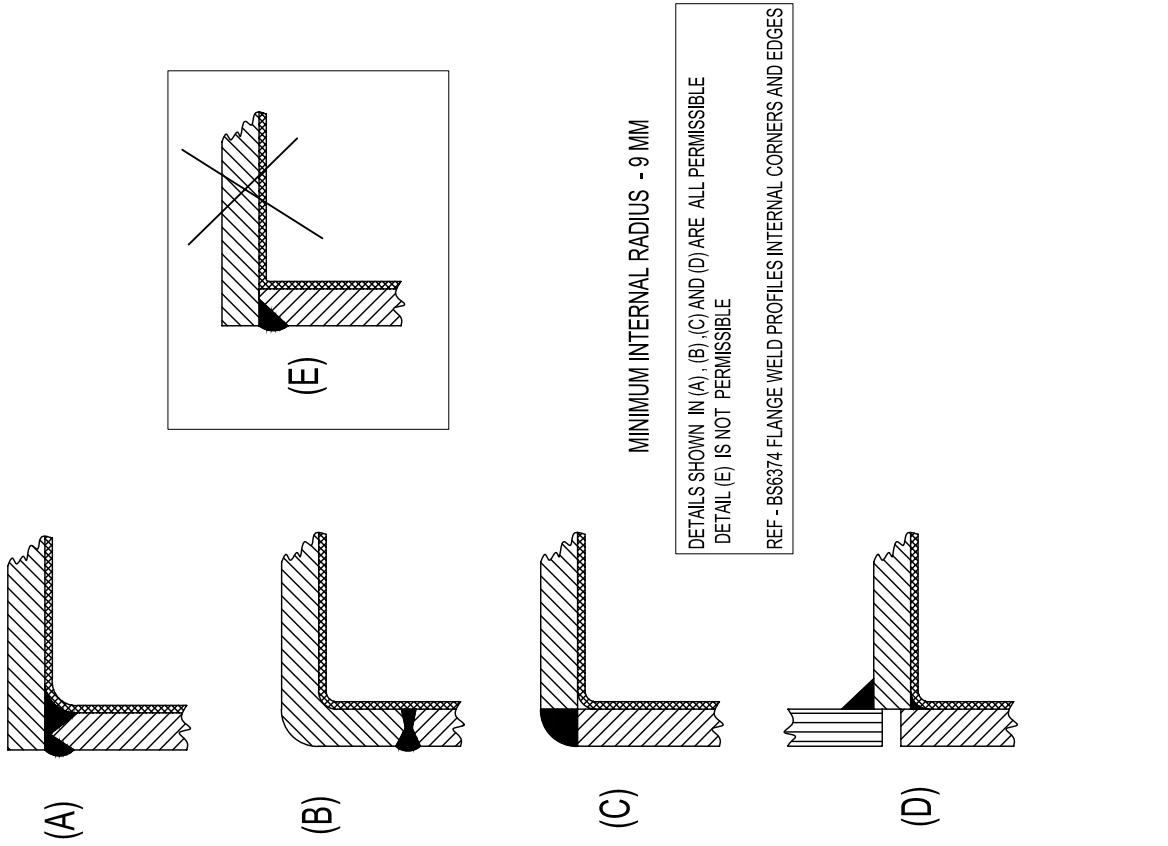 (A)
(B)
(C)
(D)
(E)
MINIMUM INTERNAL RADIUS - 9 MM
DETAILS SHOWN IN (A), (B) ,(C) AND (D) ARE ALL PERMISSIBLE
DETAIL (E) IS NOT PERMISSIBLE
REF - BS6374 FLANGE WELD PROFILES INTERNAL CORNERS AND EDGES